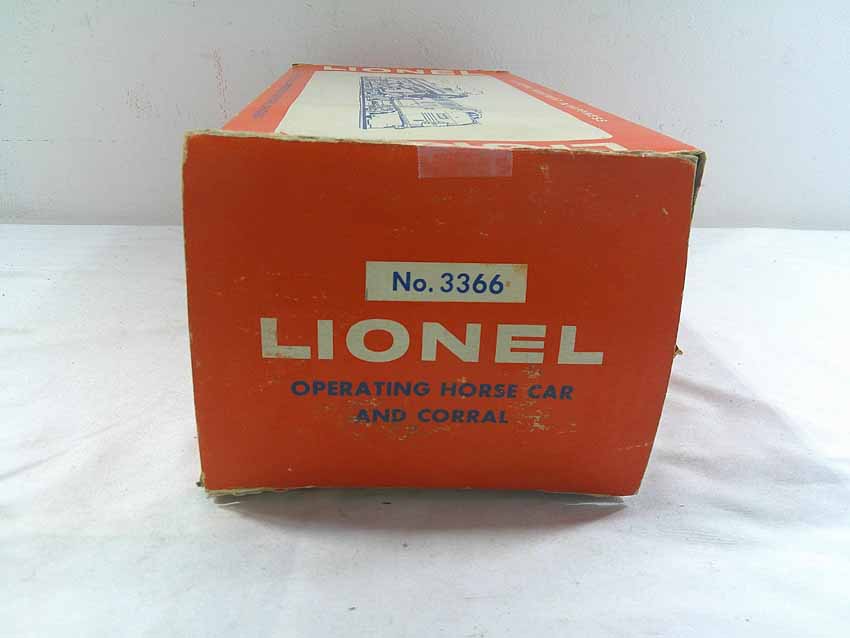 LIONEL
No. 3366
LIONEL
OPERATING HORSE CAR
AND CORRAL